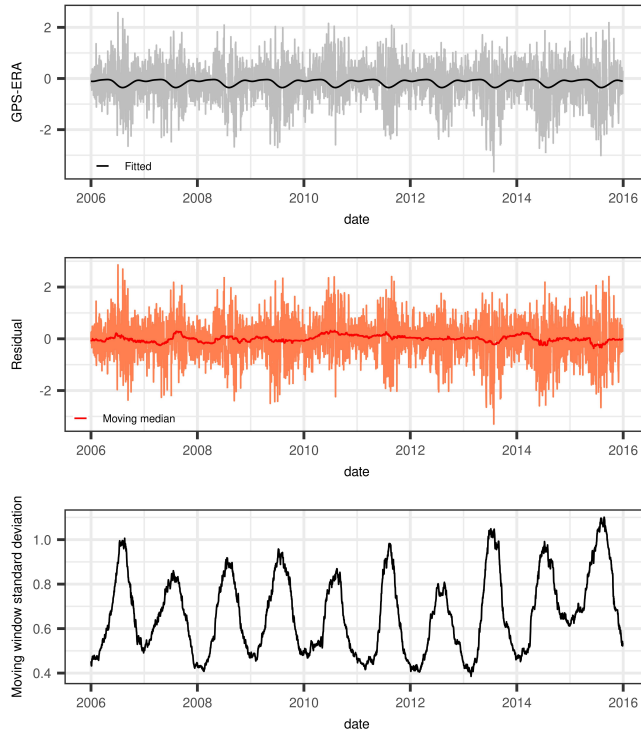 GPS-ERA
2
0
-2
Fitted
2006 2008 2010 2012 2014 2016
date
Residual
2
0
-2
Moving median
2006 2008 2010 2012 2014 2016
date
Moving window standard deviation
1.0
0.8
0.6
0.4
2006 2008 2010 2012 2014 2016
date